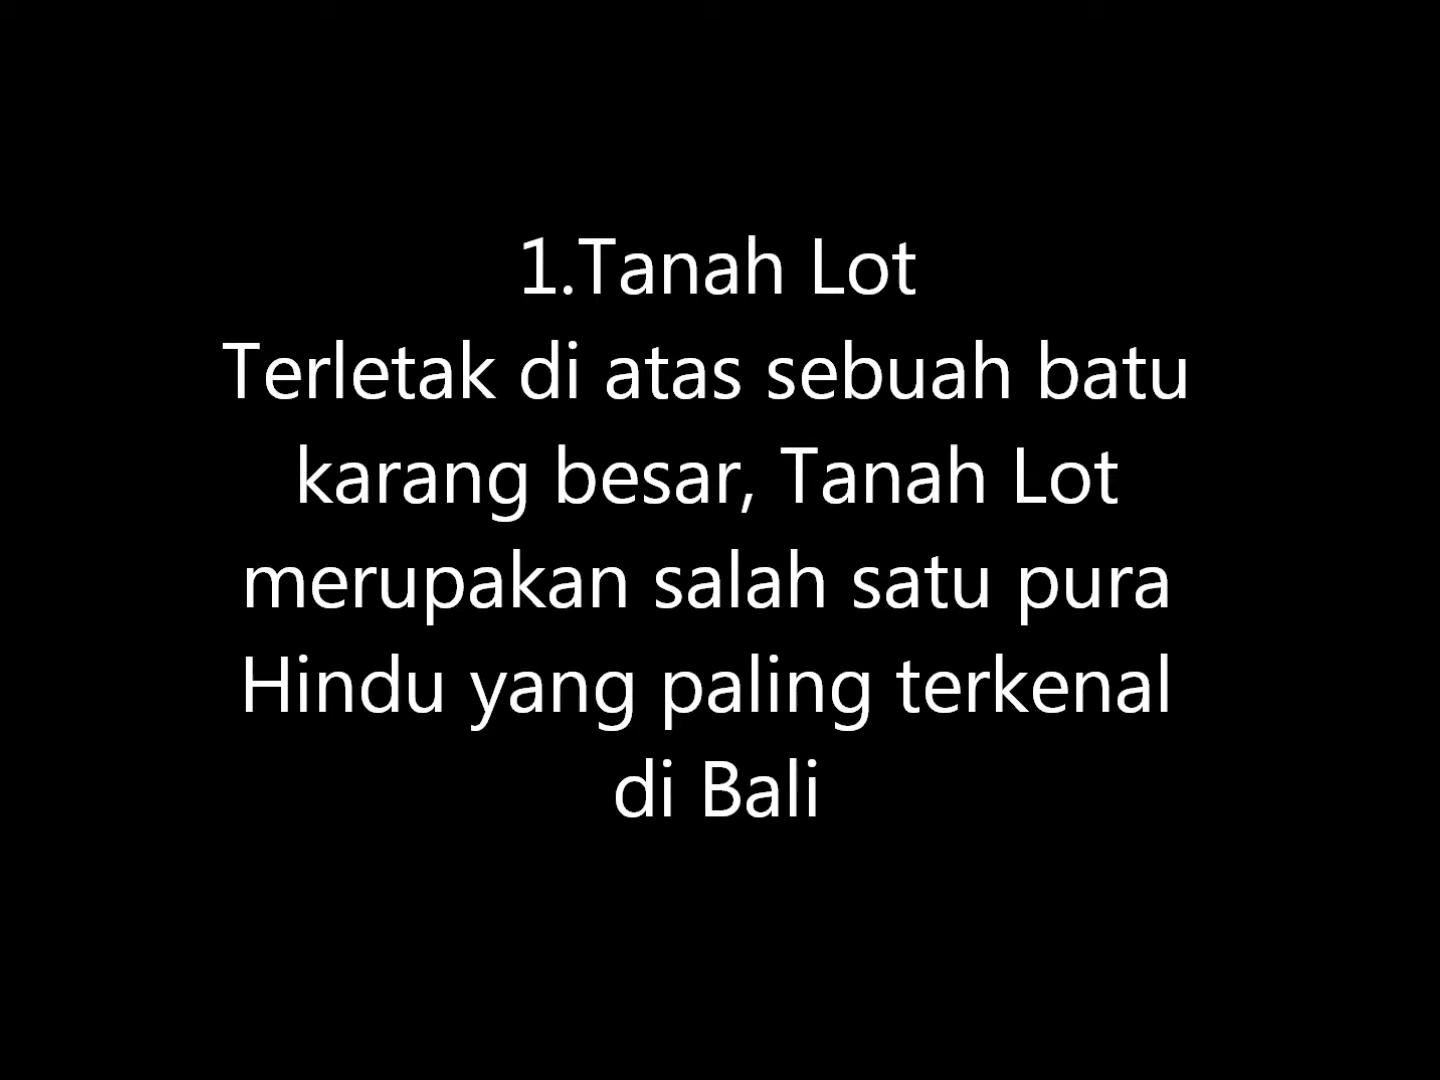 1.Tanah Lot
Terletak di atas sebuah batu
karang besar, Tanah Lot
merupakan salah satu pura
Hindu yang paling terkenal
di Bali